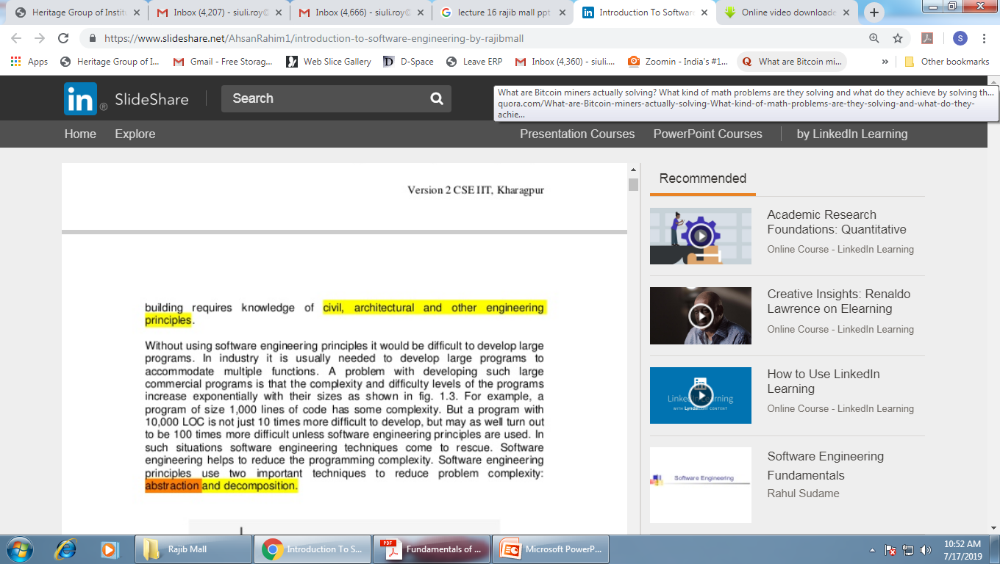 Heritage Group of Institu
Inbox (4,207) - siuli.roy@
Inbox (4,666) - siuli.roy@
lecture 16 rajib mall ppt
Introduction To Software
Online video downloade
https://www.slideshare.net/AhsanRahim1/introduction-to-software-engineering-by-rajibmall
S
Apps
Heritage Group of I...
Gmail - Free Storag...
Web Slice Gallery
D-Space
Leave ERP
Inbox (4,360) - siuli....
Zoomin - India's #1...
What are Bitcoin mi...
»
Other bookmarks
in® SlideShare
Search
What are Bitcoin miners actually solving? What kind of math problems are they solving and what do they achieve by solving th...
quora.com/What-are-Bitcoin-miners-actually-solving-What-kind-of-math-problems-are-they-solving-and-what-do-they-
achie...
Home
Explore
Presentation Courses
PowerPoint Courses
by LinkedIn Learning
Version 2 CSE IIT, Kharagpur
building requires knowledge of civil, architectural and other engineering
principles.
Without using software engineering principles it would be difficult to develop large
programs. In industry it is usually needed to develop large programs to
accommodate multiple functions. A problem with developing such large
commercial programs is that the complexity and difficulty levels of the programs
increase exponentially with their sizes as shown in fig. 1.3. For example, a
program of size 1,000 lines of code has some complexity. But a program with
10,000 LOC is not just 10 times more difficult to develop, but may as well turn out
to be 100 times more difficult unless software engineering principles are used. In
such situations software engineering techniques come to rescue. Software
engineering helps to reduce the programming complexity. Software engineering
principles use two important techniques to reduce problem complexity:
abstraction and decomposition.
Recommended
Academic Research
Foundations: Quantitative
Online Course - LinkedIn Learning
Creative Insights: Renaldo
Lawrence on Elearning
Online Course - LinkedIn Learning
in
LinkedIn Learning
WITH Lynda.com CONTENT
How to Use LinkedIn
Learning
Online Course - LinkedIn Learning
Software Engineering
Software Engineering
Fundamentals
Rahul Sudame
Rajib Mall
Introduction To S...
PDF
Fundamentals of ...
Microsoft PowerP...
10:52 AM
7/17/2019